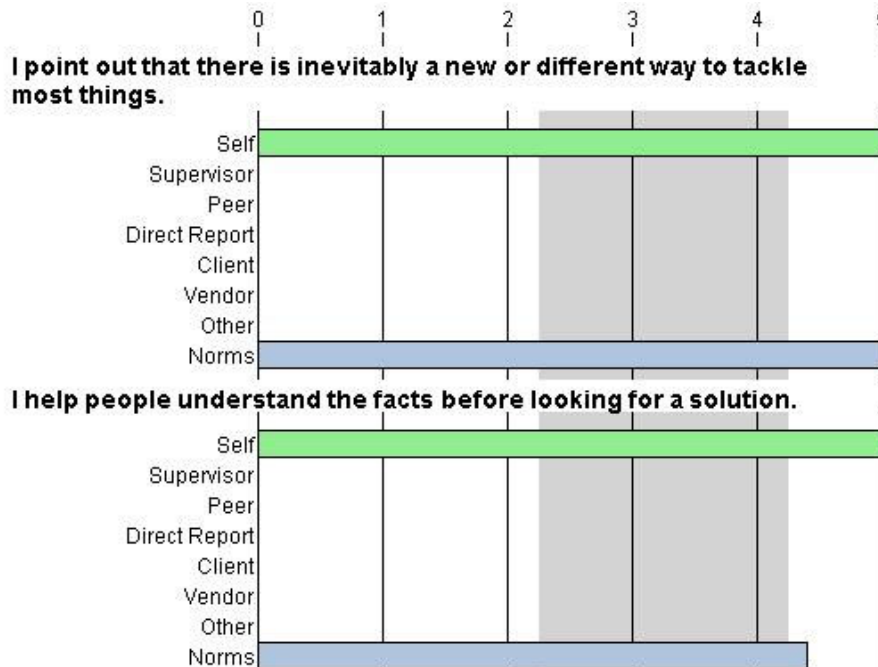 0 1 2 3 4
I point out that there is inevitably a new or different way to tackle
most things.
Self
Supervisor
Peer
Direct Report
Client
Vendor
Other
Norms
I help people understand the facts before looking for a solution.
Self
Supervisor
Peer
Direct Report
Client
Vendor
Other
Norms